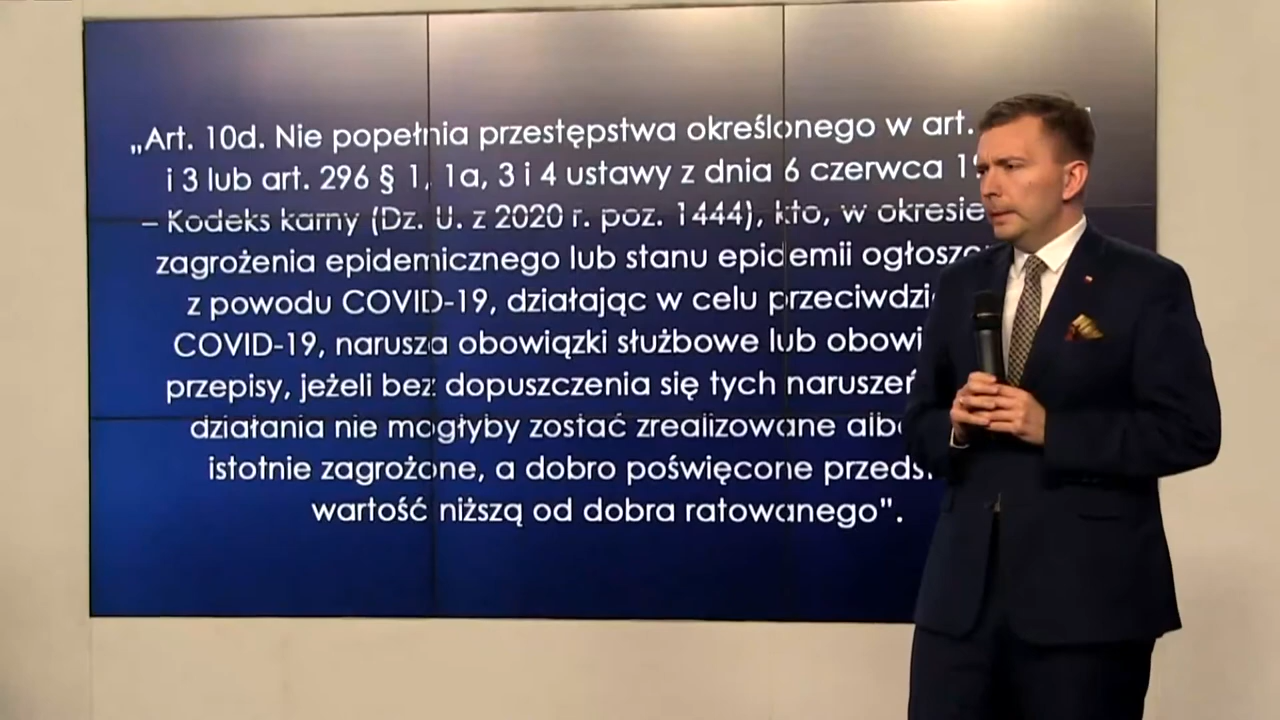 „Art. 10d. Nie popełnia przestępstwa określonego w art.
i 3 lub art. 296 § 1, 1a, 3 i 4 ustawy z dnia 6 czerwca
– Kodeks karny (Dz. U. z 2020 r. poz. 1444), kto, w okresie
zagrożenia epidemicznego lub stanu epidemii
z powodu COVID-19, działając w celu
COVID-19, narusza obowiązki służbowe lub
przepisy, jeżeli bez dopuszczenia się tych naruszeń
działania nie mogłyby zostać zrealizowane
istotnie zagrożone, a dobro poświęcone
wartość niższą od dobra ratowanego”.